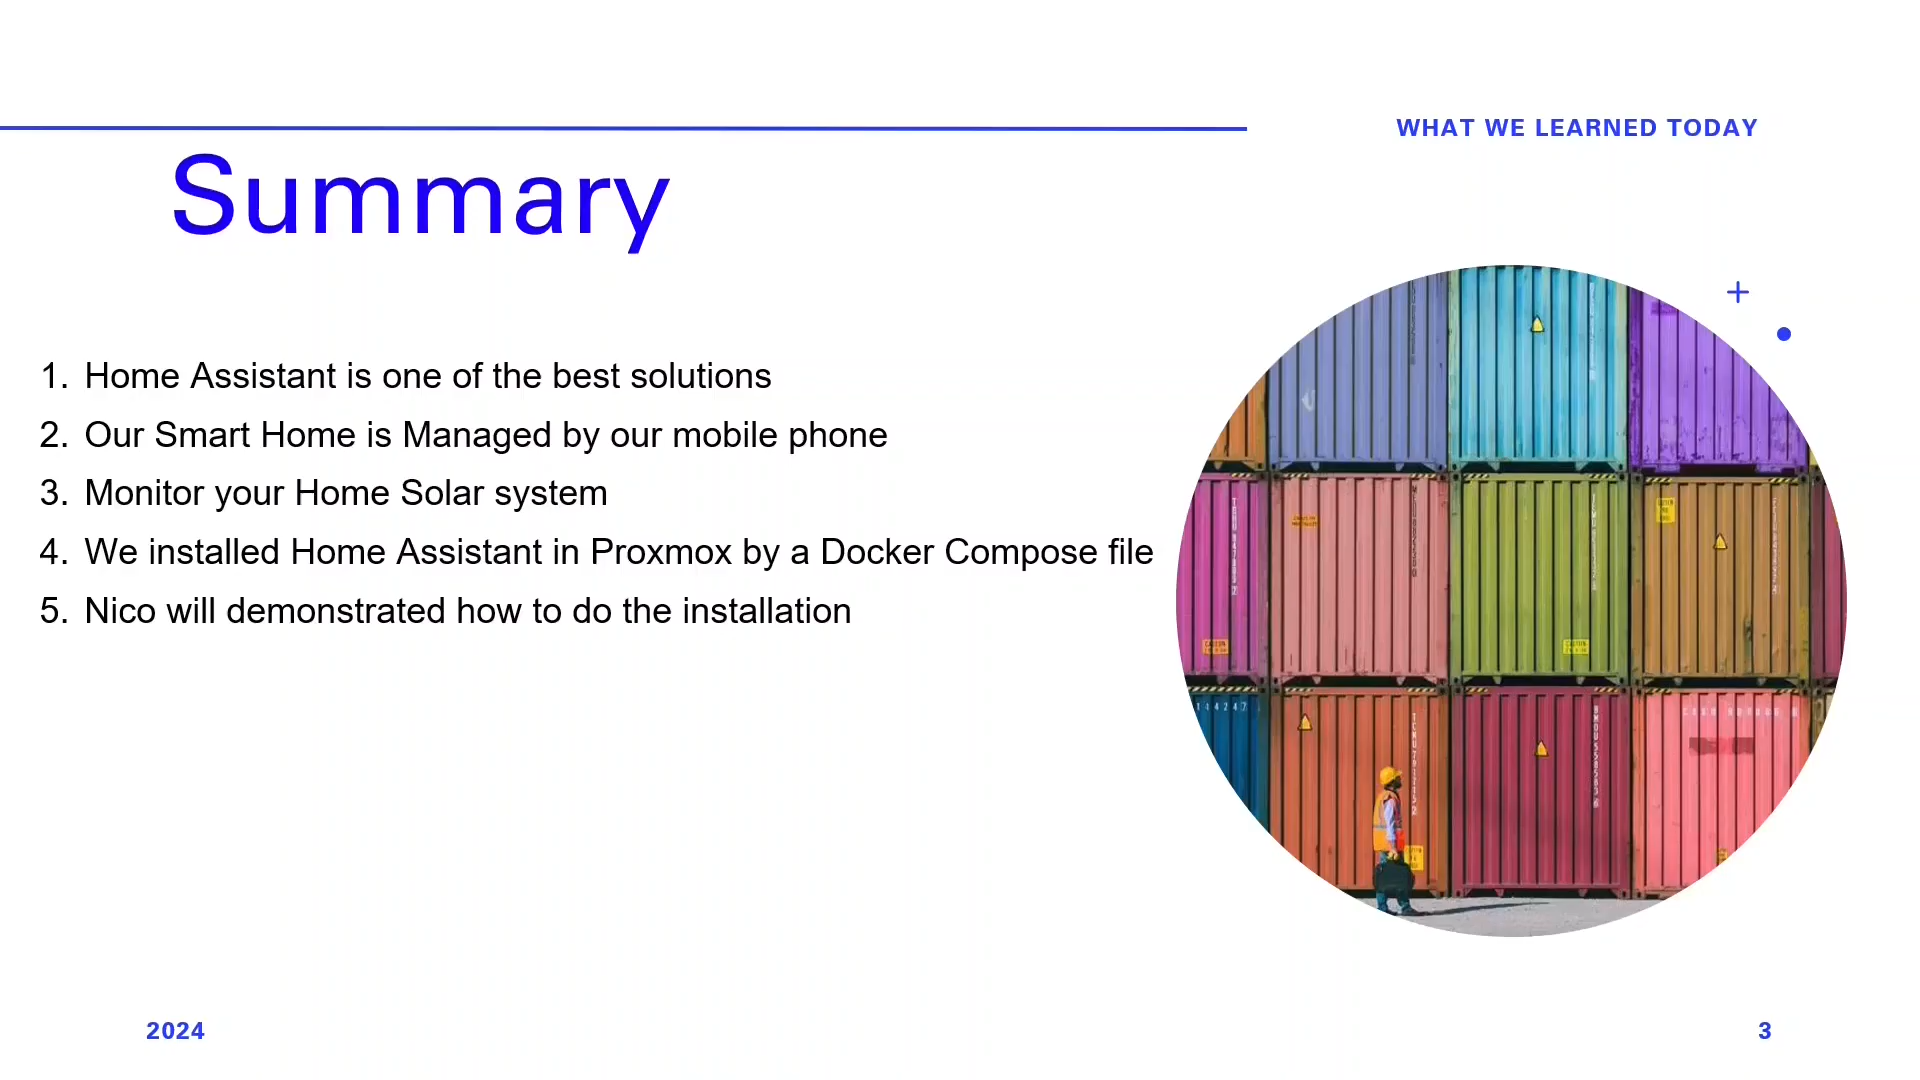 WHAT WE LEARNED TODAY
Summary
1. Home Assistant is one of the best solutions
2. Our Smart Home is Managed by our mobile phone
3. Monitor your Home Solar system
4. We installed Home Assistant in Proxmox by a Docker Compose file
5. Nico will demonstrated how to do the installation
2024
3